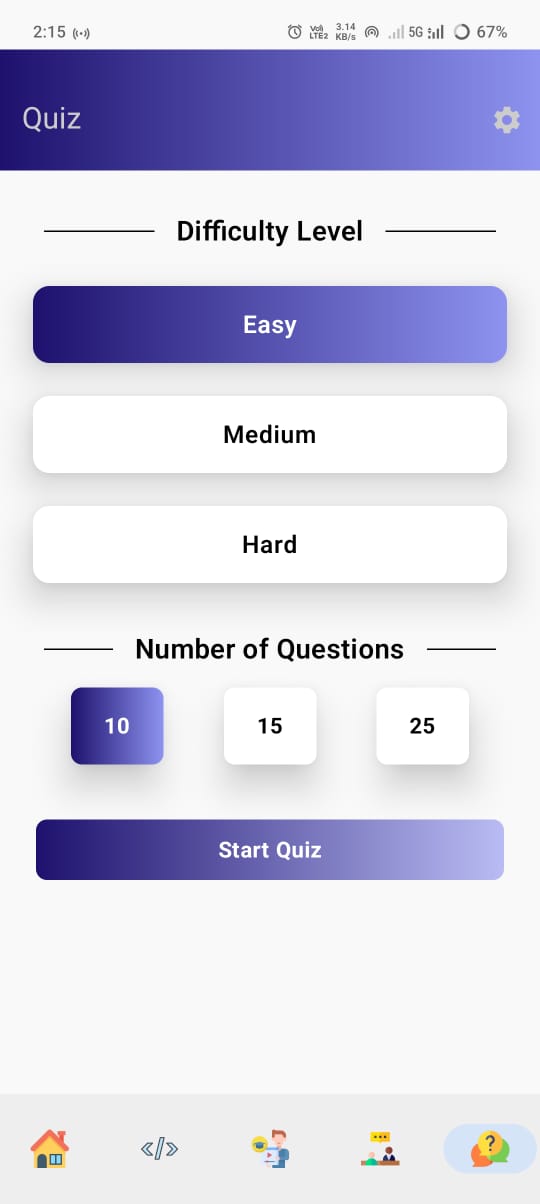 2:15
Vo)) 3.14
LTE2 KB/s 5G 67%
Quiz
Difficulty Level
Easy
Medium
Hard
Number of Questions
10 15 25
Start Quiz
</>
?